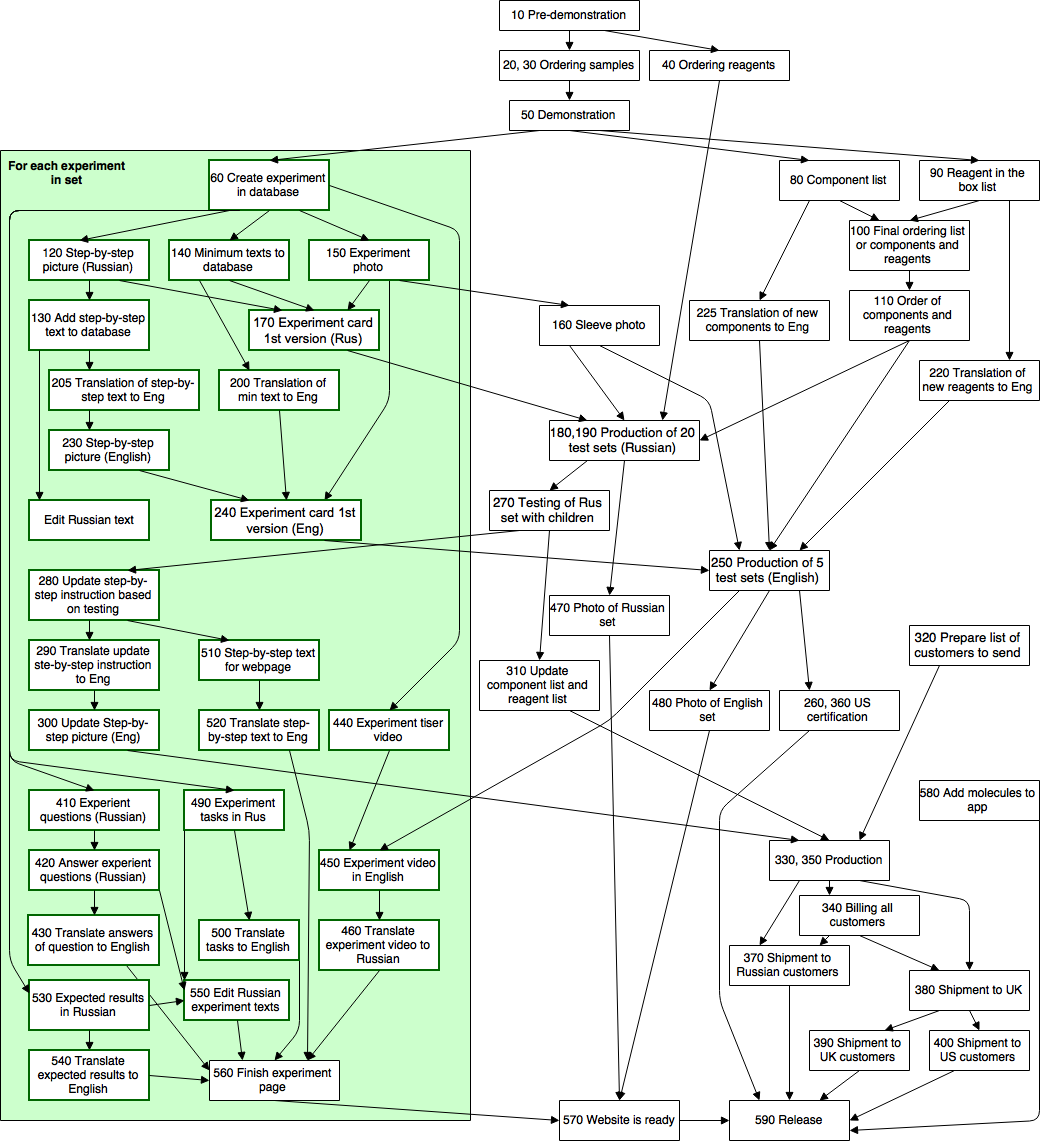 10 Pre-demonstration
20, 30 Ordering samples
40 Ordering reagents
50 Demonstration
For each experiment
in set
60 Create experiment
in database
80 Component list
90 Reagent in the
box list
100 Final ordering list
or components and
reagents
120 Step-by-step
picture (Russian)
140 Minimum texts to
database
150 Experiment
photo
130 Add step-by-step
text to database
170 Experiment card
1st version (Rus)
160 Sleeve photo
225 Translation of new
components to Eng
110 Order of
components and
reagents
205 Translation of step-by-
step text to Eng
200 Translation of
min text to Eng
220 Translation of
new reagents to Eng
230 Step-by-step
picture (English)
180,190 Production of 20
test sets (Russian)
Edit Russian text
240 Experiment card 1st
version (Eng)
270 Testing of Rus
set with children
280 Update step-by-
step instruction based
on testing
250 Production of 5
test sets (English)
470 Photo of Russian
set
290 Translate update
ste-by-step instruction
to Eng
510 Step-by-step text
for webpage
310 Update
component list and
reagent list
320 Prepare list of
customers to send
300 Update Step-by-
step picture (Eng)
520 Translate step-
by-step text to Eng
440 Experiment tiser
video
480 Photo of English
set
260, 360 US
certification
410 Experient
questions (Russian)
490 Experiment
tasks in Rus
580 Add molecules to
app
420 Answer experient
questions (Russian)
450 Experiment video
in English
330, 350 Production
430 Translate answers
of question to English
500 Translate
tasks to English
460 Translate
experiment video to
Russian
340 Billing all
customers
370 Shipment to
Russian customers
380 Shipment to UK
530 Expected results
in Russian
550 Edit Russian
experiment texts
390 Shipment to
UK customers
400 Shipment to
US customers
540 Translate
expected results to
English
560 Finish experiment
page
570 Website is ready
590 Release